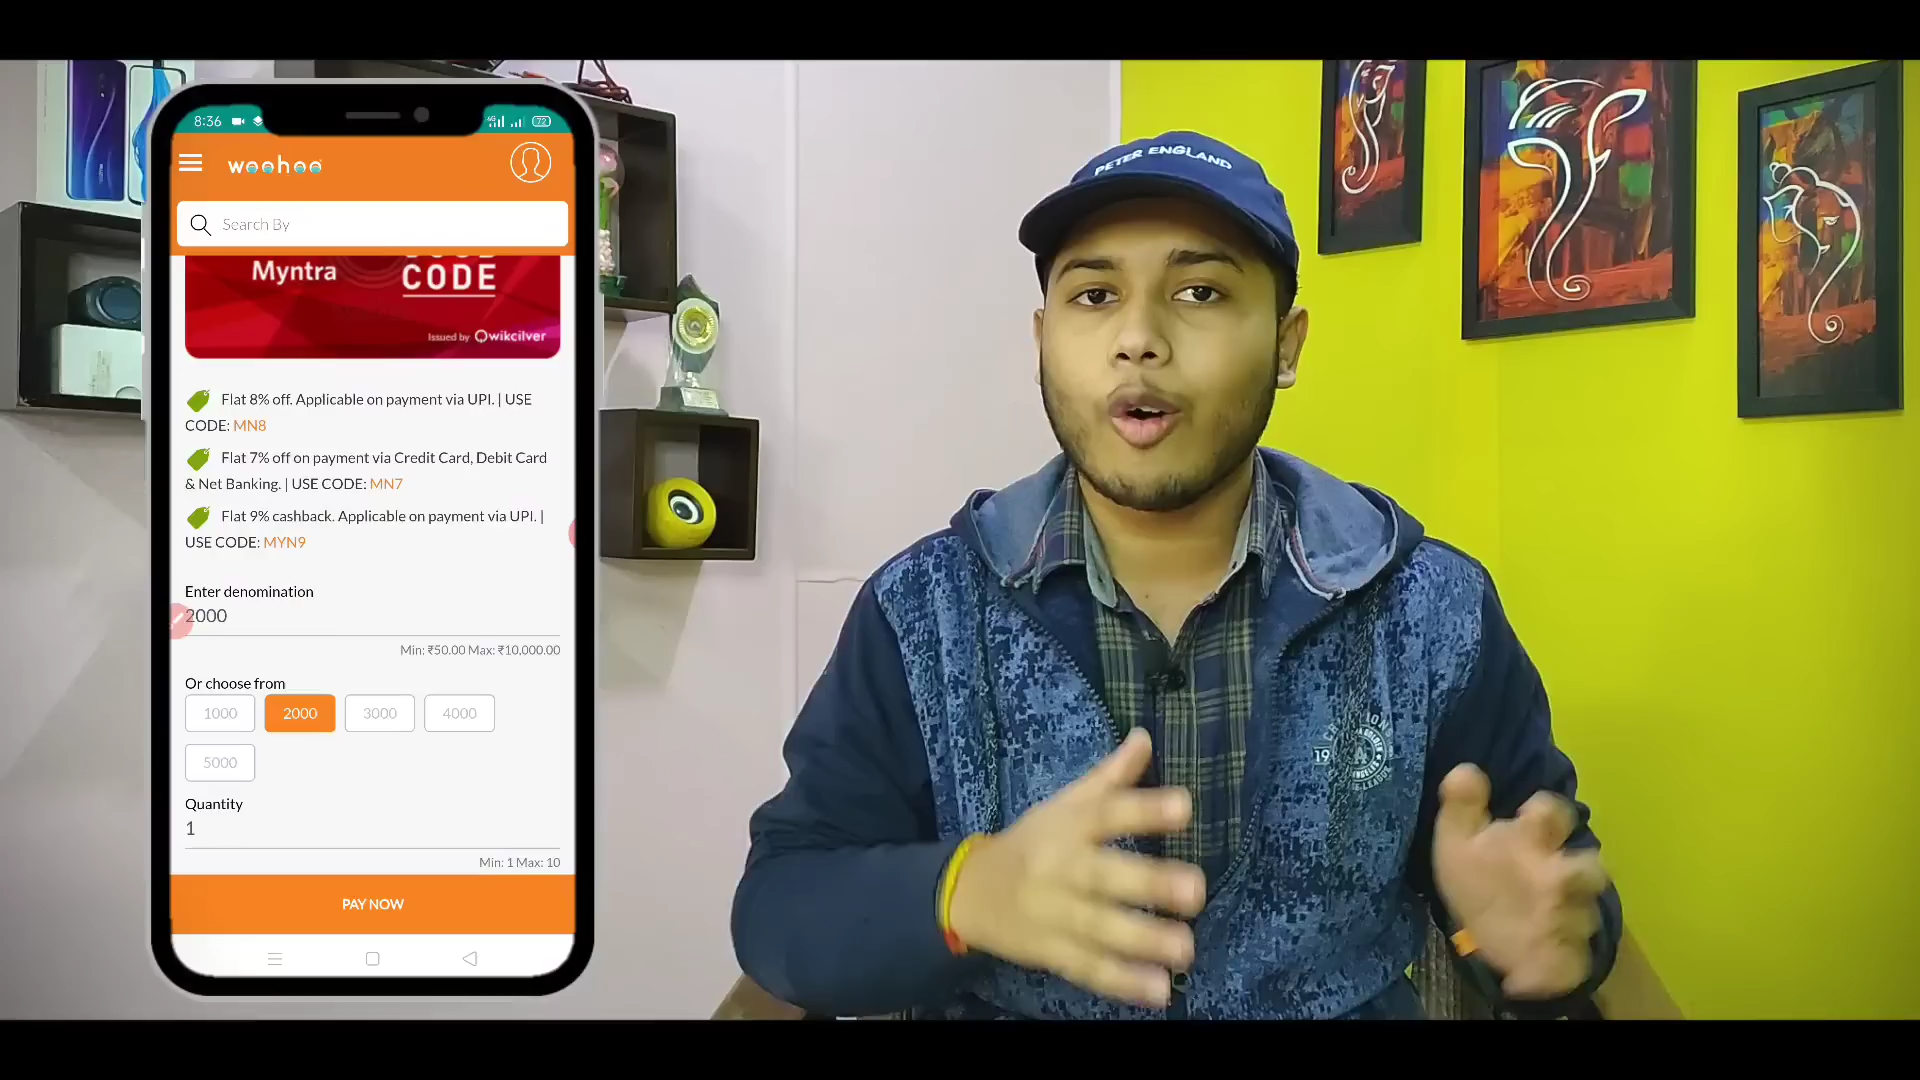 8:36
72
woohoo
Search By
Myntra
CODE
Issued by Qwikcilver
Flat 8% off. Applicable on payment via UPI. | USE
CODE: MN8
Flat 7% off on payment via Credit Card, Debit Card
& Net Banking. | USE CODE: MN7
Flat 9% cashback. Applicable on payment via UPI. |
USE CODE: MYN9
Enter denomination
2000
Min: ₹50.00 Max: ₹10,000.00
Or choose from
1000
2000
3000
4000
5000
Quantity
1
Min: 1 Max: 10
PAY NOW
PETER ENGLAND
19